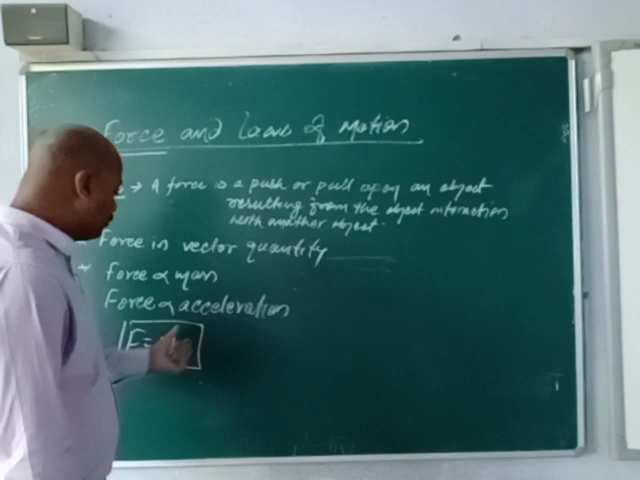 Force and Laws of Motion
→ A force is a push or pull upon an object
resulting from the object interaction
with another object.
* Force is vector quantity
* Force ∝ mass
Force ∝ acceleration
F =